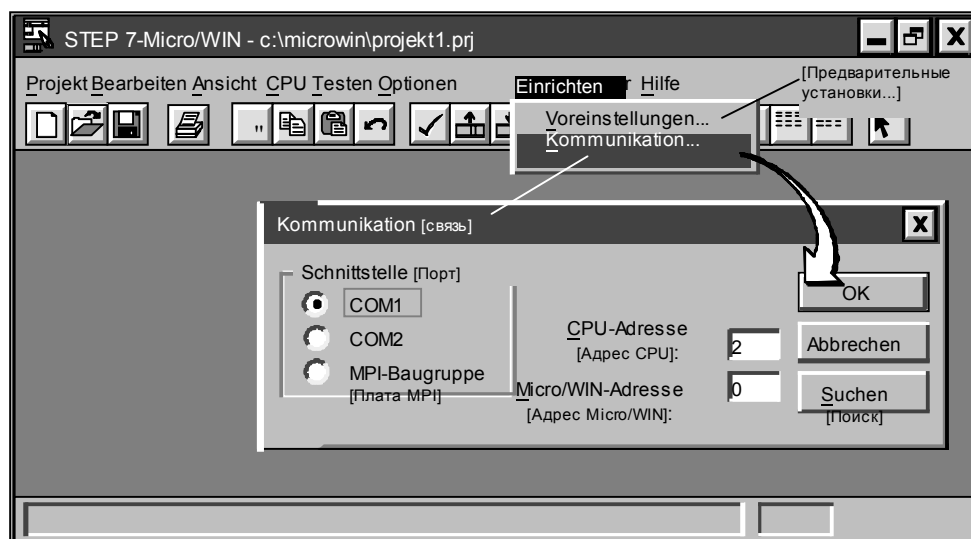 STEP 7-Micro/WIN - c:\microwin\projekt1.prj
Projekt Bearbeiten Ansicht CPU Testen Optionen Einrichten r Hilfe
[Предварительные
установки...]
Voreinstellungen...
Kommunikation...
Kommunikation [связь]
Schnittstelle [Порт]
COM1
COM2
MPI-Baugruppe
[Плата MPI]
CPU-Adresse
[Адрес CPU]:
2
Micro/WIN-Adresse
[Адрес Micro/WIN]:
0
OK
Abbrechen
Suchen
[Поиск]